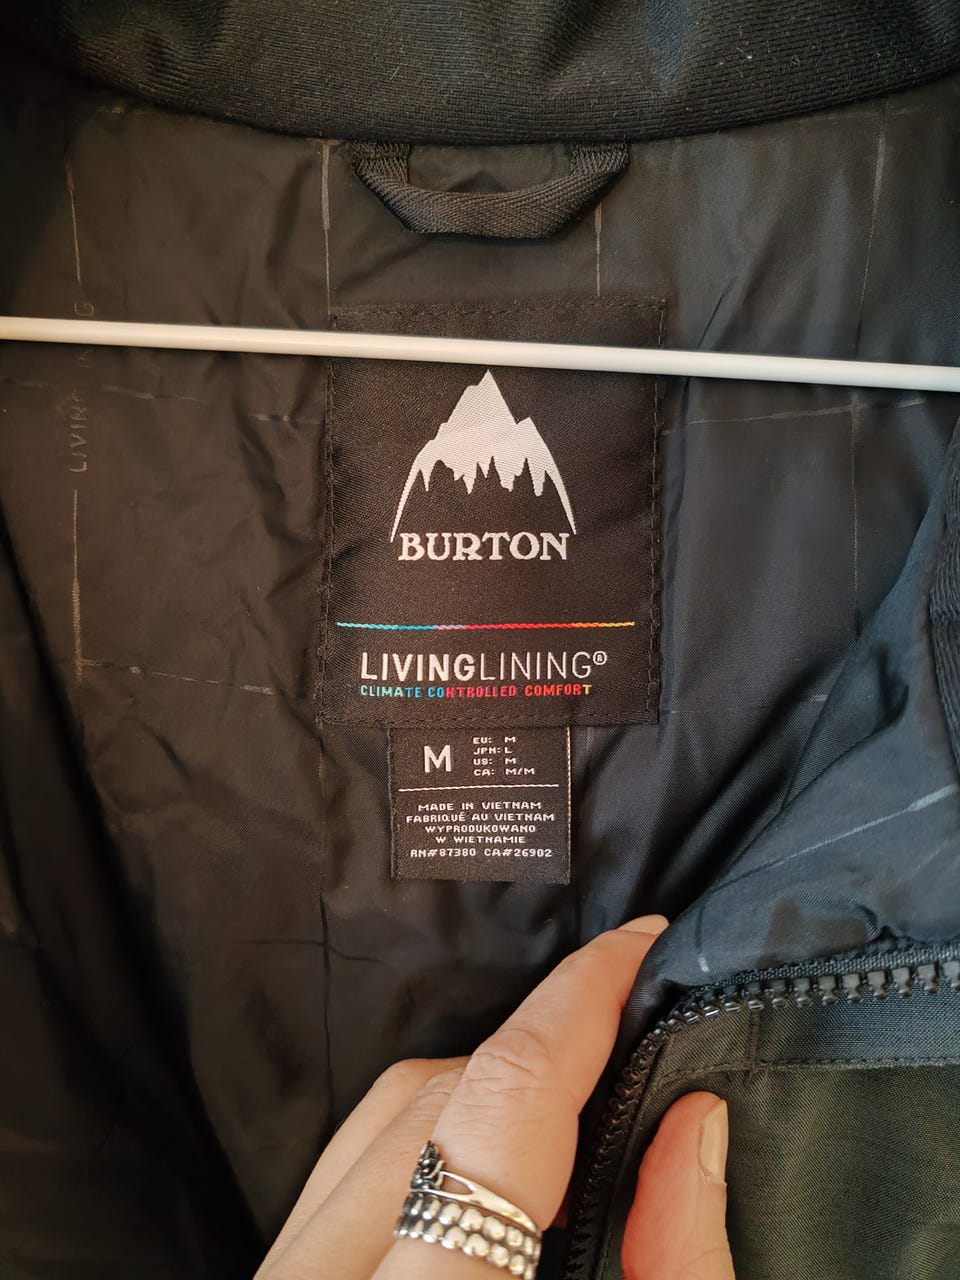 BURTON
LIVINGLINING®
CLIMATE CONTROLLED COMFORT
M
EU: M
JPN: L
US: M
CA: M/M
MADE IN VIETNAM
FABRIQUÉ AU VIETNAM
WYPRODUKOWANO
W WIETNAMIE
RN#87380 CA#26902